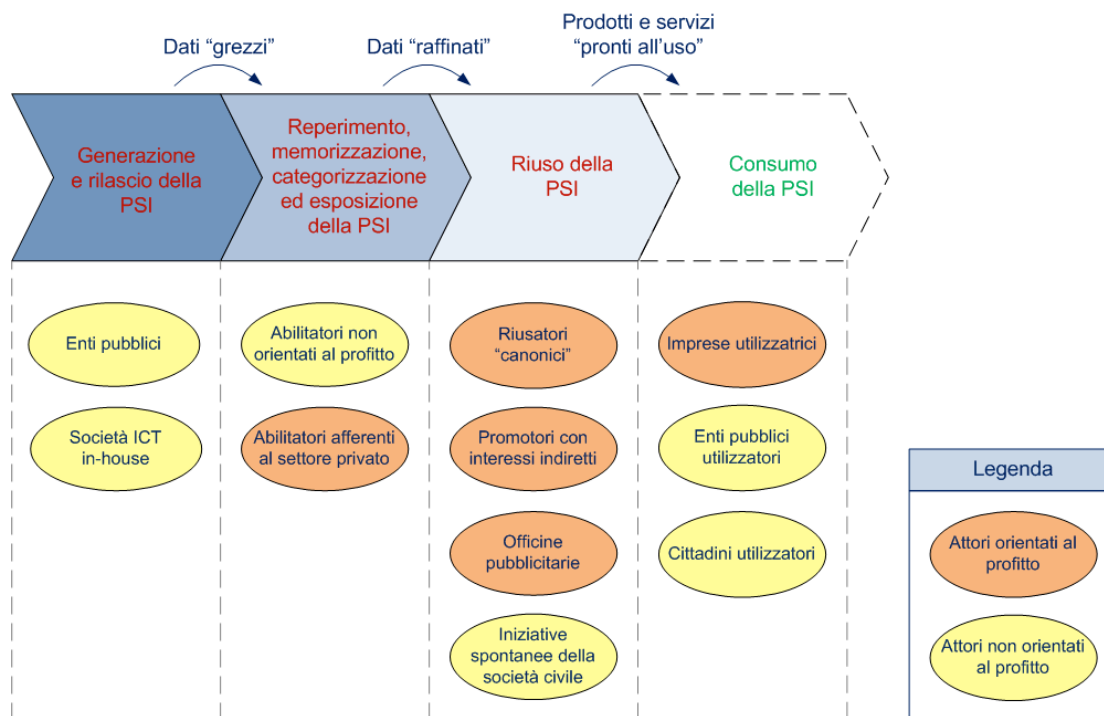 Dati “grezzi”
Dati “raffinati”
Prodotti e servizi
“pronti all’uso”
Generazione
e rilascio della
PSI
Reperimento,
memorizzazione,
categorizzazione
ed esposizione
della PSI
Riuso della
PSI
Consumo
della PSI
Enti pubblici
Società ICT
in-house
Abilitatori non
orientati al profitto
Abilitatori afferenti
al settore privato
Riusatori
“canonici”
Promotori con
interessi indiretti
Officine
pubblicitarie
Iniziative
spontanee della
società civile
Imprese utilizzatrici
Enti pubblici
utilizzatori
Cittadini utilizzatori
Legenda
Attori orientati al
profitto
Attori non orientati
al profitto